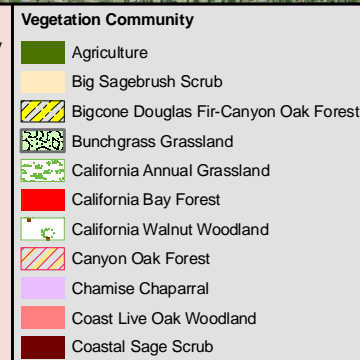 Vegetation Community
Agriculture
Big Sagebrush Scrub
Bigcone Douglas Fir-Canyon Oak Forest
Bunchgrass Grassland
California Annual Grassland
California Bay Forest
California Walnut Woodland
Canyon Oak Forest
Chamise Chaparral
Coast Live Oak Woodland
Coastal Sage Scrub